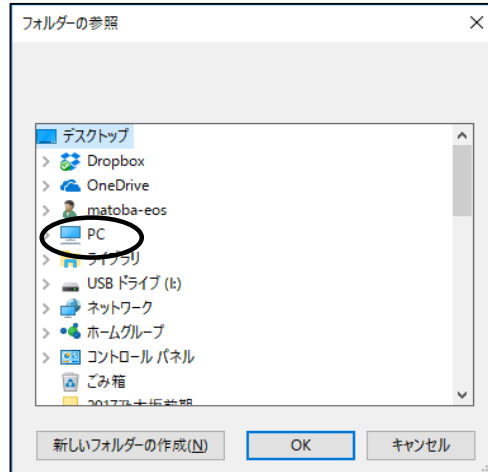 フォルダーの参照
デスクトップ
Dropbox
OneDrive
matoba-eos
PC
ライブラリ
USB ドライブ (I:)
ネットワーク
ホームグループ
コントロール パネル
ごみ箱
新しいフォルダーの作成(N)
OK
キャンセル